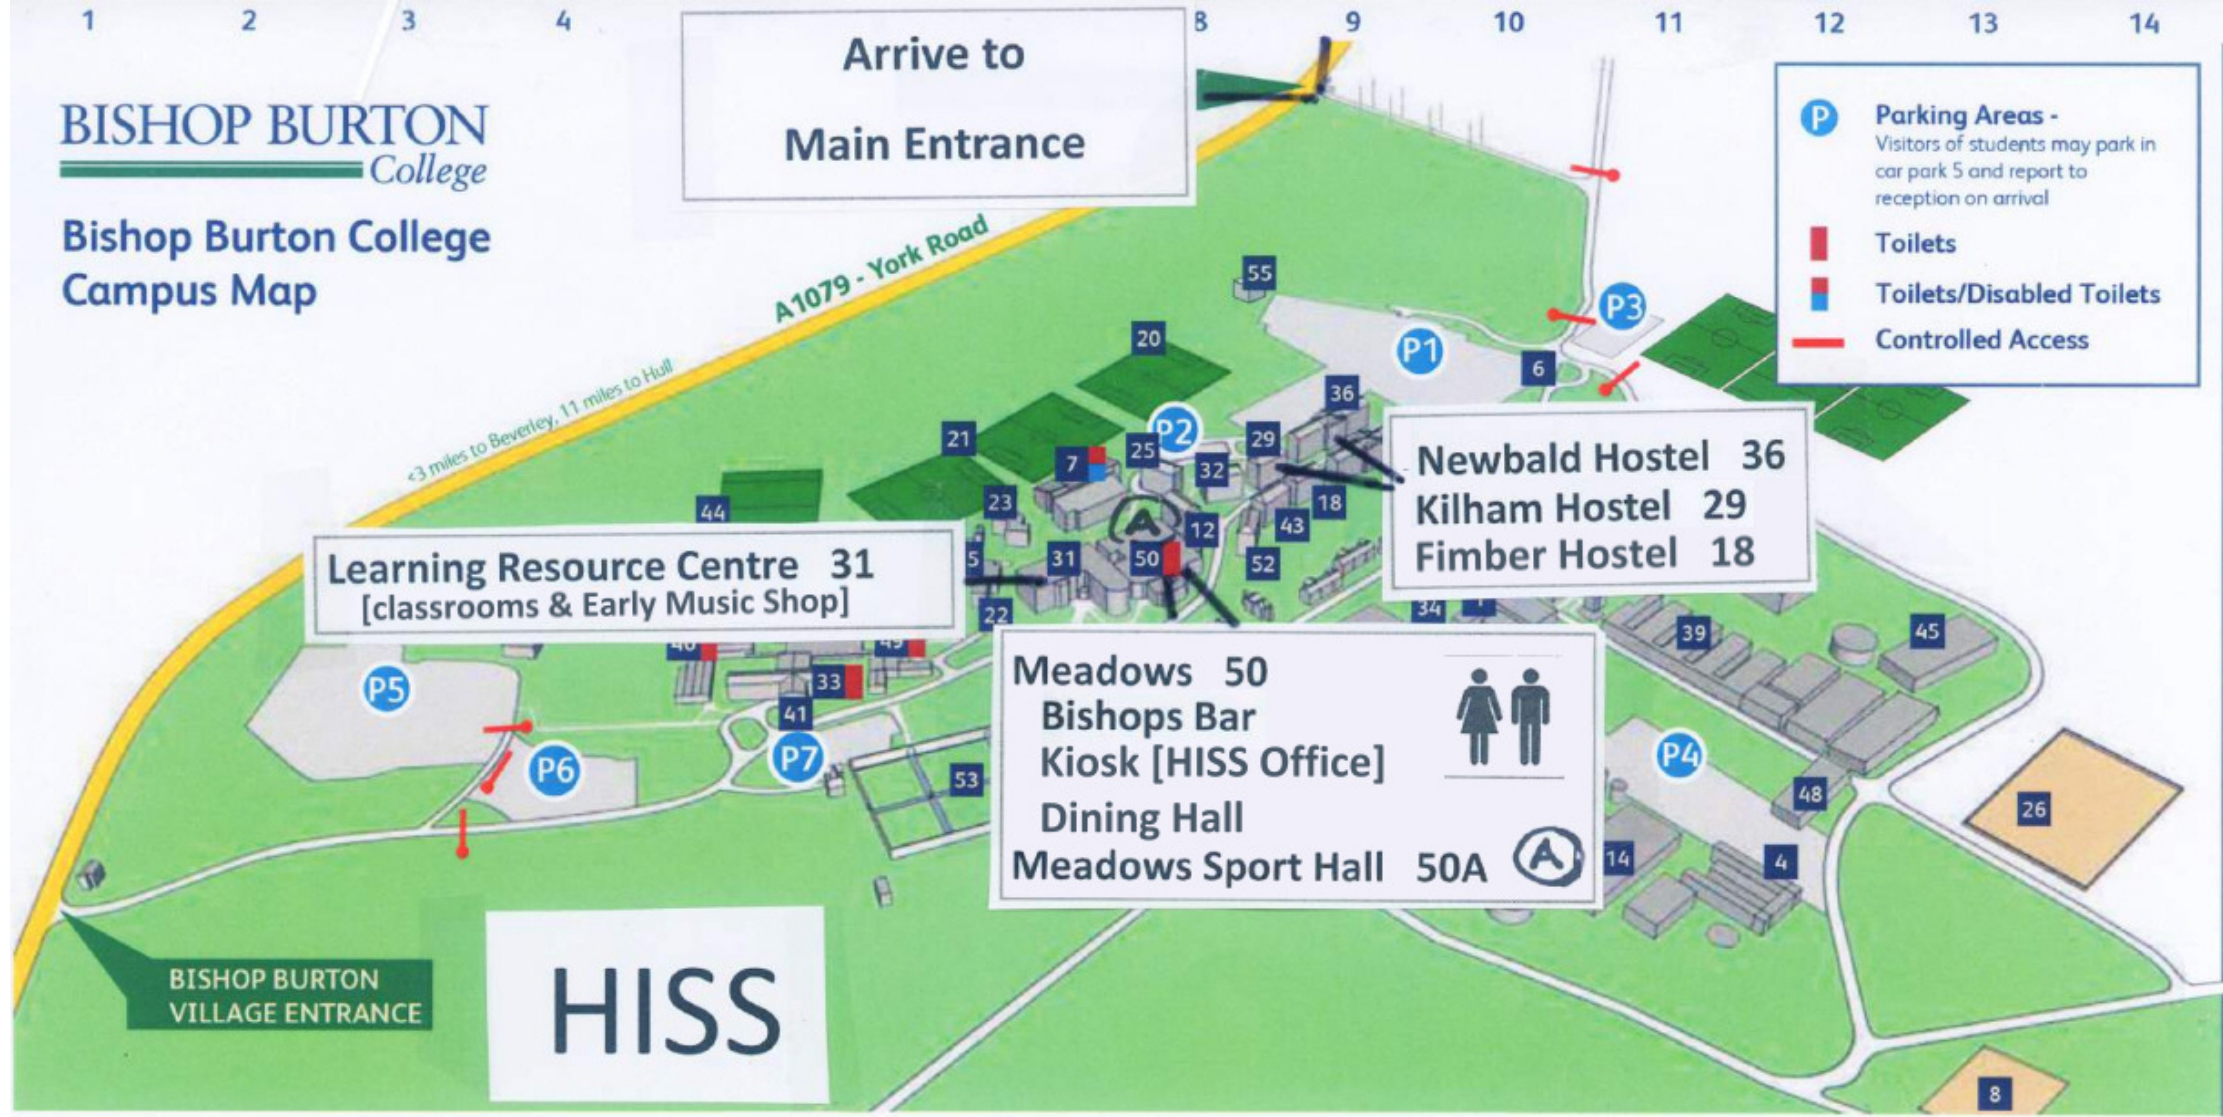 1 2 3 4 8 9 10 11 12 13 14
Arrive to
Main Entrance
BISHOP BURTON
College
Bishop Burton College
Campus Map
P
Parking Areas -
Visitors of students may park in
car park 5 and report to
reception on arrival
Toilets
Toilets/Disabled Toilets
Controlled Access
A1079 - York Road
<3 miles to Beverley, 11 miles to Hull
55
P3
20
P1
6
36
P2
21
29
25
7
32
44
23
18
12
43
A
Newbald Hostel 36
Kilham Hostel 29
Fimber Hostel 18
Learning Resource Centre 31
[classrooms & Early Music Shop]
5
31
50
52
22
34
1
39
45
46
49
33
P5
41
P6
P7
53
Meadows 50
Bishops Bar
Kiosk [HISS Office]
Dining Hall
Meadows Sport Hall 50A A
P4
48
26
14
4
8
BISHOP BURTON
VILLAGE ENTRANCE
HISS